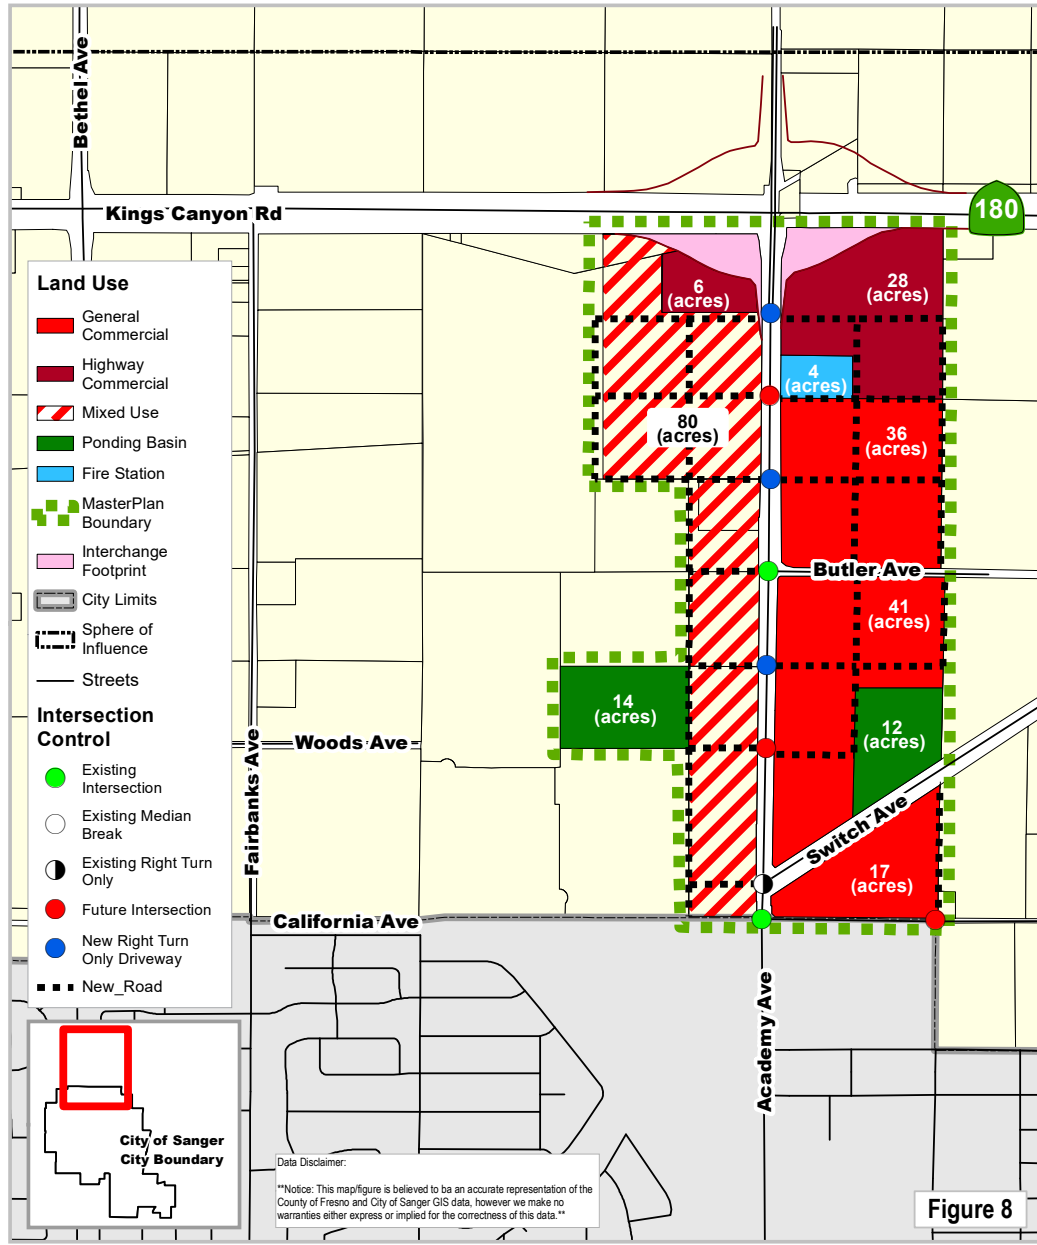 Bethel Ave
Kings Canyon Rd
180
Land Use
General
Commercial
Highway
Commercial
Mixed Use
Ponding Basin
Fire Station
MasterPlan
Boundary
Interchange
Footprint
City Limits
Sphere of
Influence
Streets
Intersection
Control
Existing
Intersection
Existing Median
Break
Existing Right Turn
Only
Future Intersection
New Right Turn
Only Driveway
New_Road
6
(acres)
28
(acres)
4
(acres)
80
(acres)
36
(acres)
Butler Ave
41
(acres)
14
(acres)
12
(acres)
Woods Ave
Fairbanks Ave
Switch Ave
17
(acres)
California Ave
Academy Ave
City of Sanger
City Boundary
Data Disclaimer:
**Notice: This map/figure is believed to ba an accurate representation of the
County of Fresno and City of Sanger GIS data, however we make no
warranties either express or implied for the correctness of this data.**
Figure 8